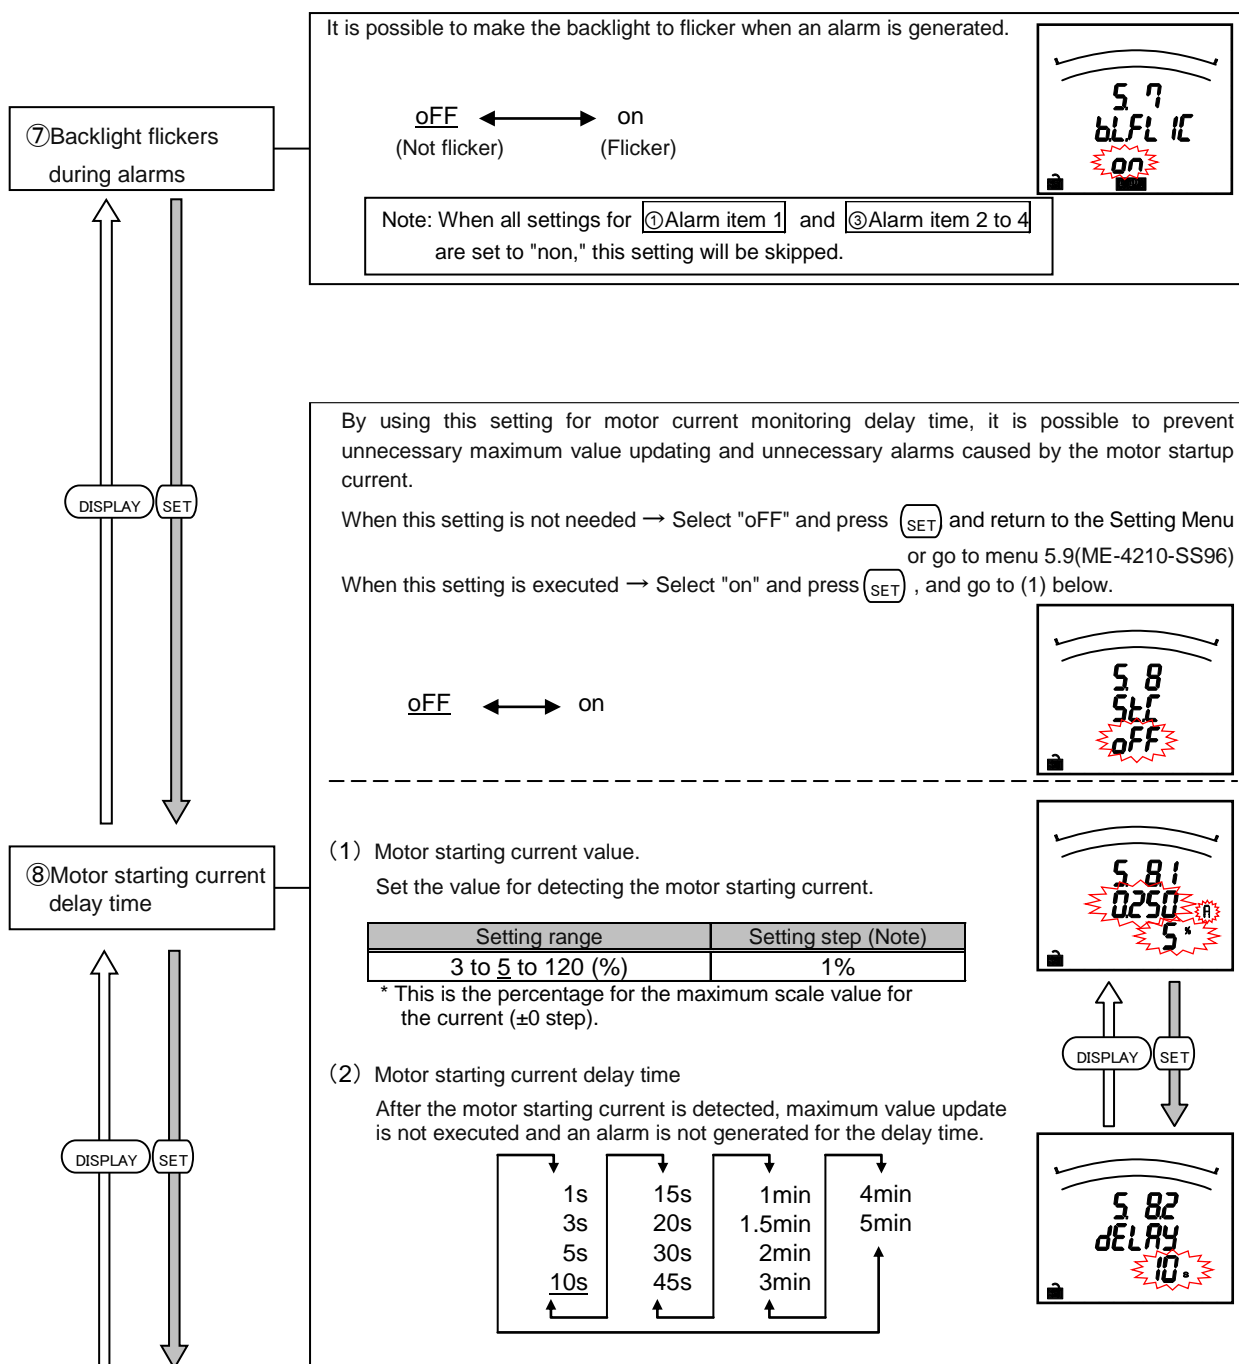 It is possible to make the backlight to flicker when an alarm is generated.
oFF on
(Not flicker) (Flicker)
5. 7
bL.FL IC
on
⑦Backlight flickers
during alarms
Note: When all settings for ①Alarm item 1 and ③Alarm item 2 to 4
are set to "non," this setting will be skipped.
By using this setting for motor current monitoring delay time, it is possible to prevent
unnecessary maximum value updating and unnecessary alarms caused by the motor startup
current.
DISPLAY SET
When this setting is not needed → Select "oFF" and press SET and return to the Setting Menu
or go to menu 5.9(ME-4210-SS96)
When this setting is executed → Select "on" and press SET , and go to (1) below.
oFF on
5. 8
St.C
oFF
⑧Motor starting current
delay time
(1) Motor starting current value.
Set the value for detecting the motor starting current.
5. 8.1
0.250 A
5 %
Setting range Setting step (Note)
3 to 5 to 120 (%) 1%
* This is the percentage for the maximum scale value for
the current (±0 step).
DISPLAY SET
(2) Motor starting current delay time
After the motor starting current is detected, maximum value update
is not executed and an alarm is not generated for the delay time.
DISPLAY SET
1s 15s 1min 4min
3s 20s 1.5min 5min
5s 30s 2min
10s 45s 3min
5. 8.2
dELAY
10 s